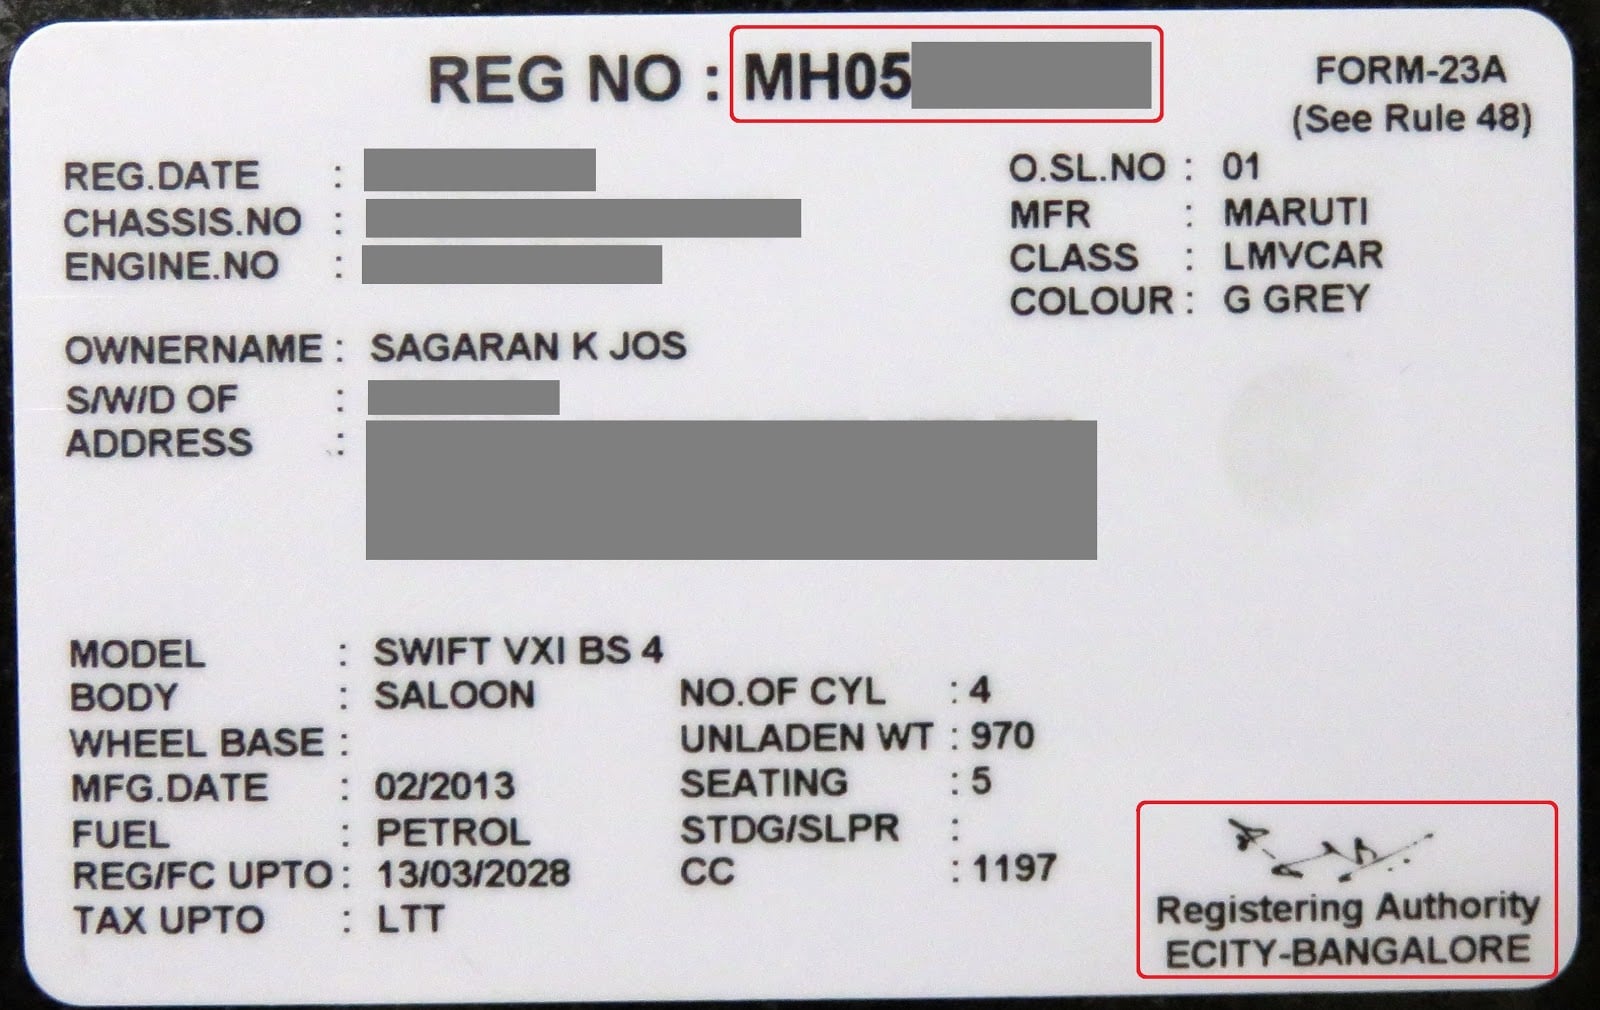 REG NO : MH05
FORM-23A
(See Rule 48)
REG.DATE :
CHASSIS.NO :
ENGINE.NO :
O.SL.NO : 01
MFR : MARUTI
CLASS : LMVCAR
COLOUR : G GREY
OWNERNAME : SAGARAN K JOS
S/W/D OF :
ADDRESS :
MODEL : SWIFT VXI BS 4
BODY : SALOON
WHEEL BASE :
MFG.DATE : 02/2013
FUEL : PETROL
REG/FC UPTO : 13/03/2028
TAX UPTO : LTT
NO.OF CYL : 4
UNLADEN WT : 970
SEATING : 5
STDG/SLPR :
CC : 1197
Registering Authority
ECITY-BANGALORE